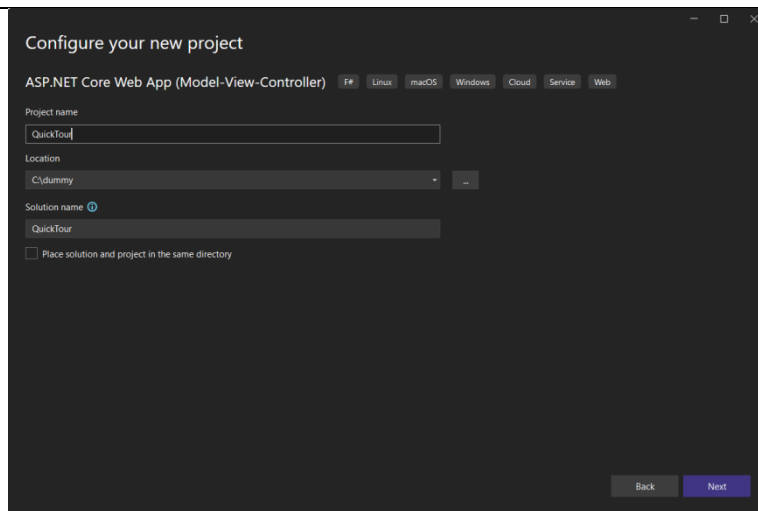 Configure your new project
ASP.NET Core Web App (Model-View-Controller) F# Linux macOS Windows Cloud Service Web
Project name
QuickTour
Location
C:\dummy
...
Solution name
QuickTour
Place solution and project in the same directory
Back Next